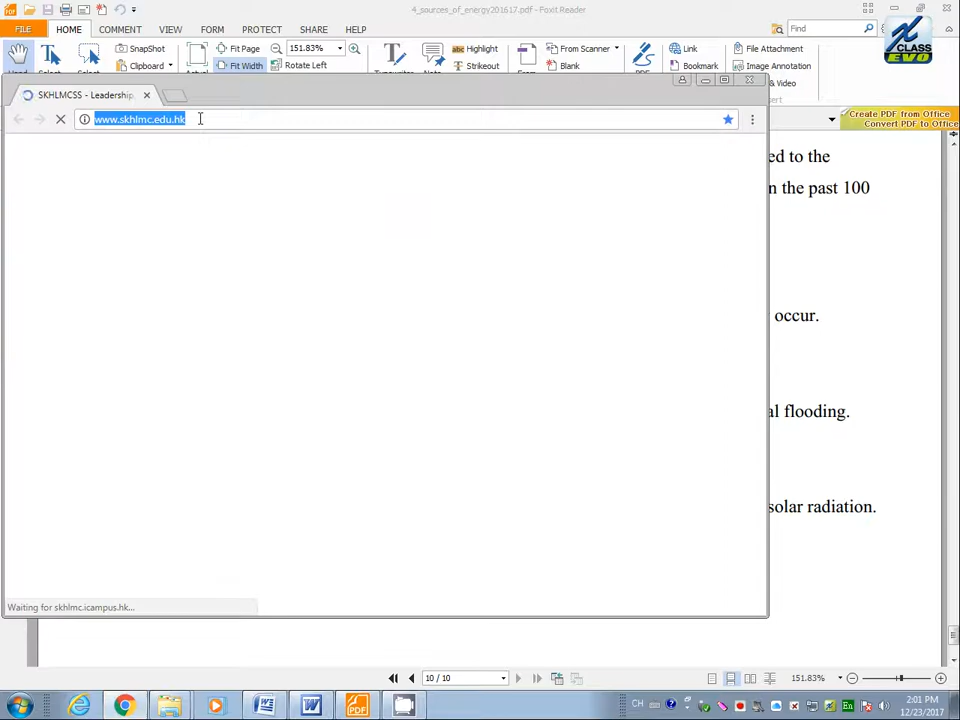 4_sources_of_energy201617.pdf - Foxit Reader
FILE HOME COMMENT VIEW FORM PROTECT SHARE HELP
Find
SnapShot
Clipboard
Fit Page
Fit Width
151.83%
Rotate Left
Highlight
Strikeout
From Scanner
Blank
Link
Bookmark
File Attachment
Image Annotation
& Video
CLASS
EVO
SKHLMCSS - Leadership
www.skhlmc.edu.hk
Create PDF from Office
Convert PDF to Office
ed to the
n the past 100
occur.
al flooding.
solar radiation.
Waiting for skhlmc.icampus.hk...
10 / 10
151.83%
CH
En
2:01 PM
12/23/2017